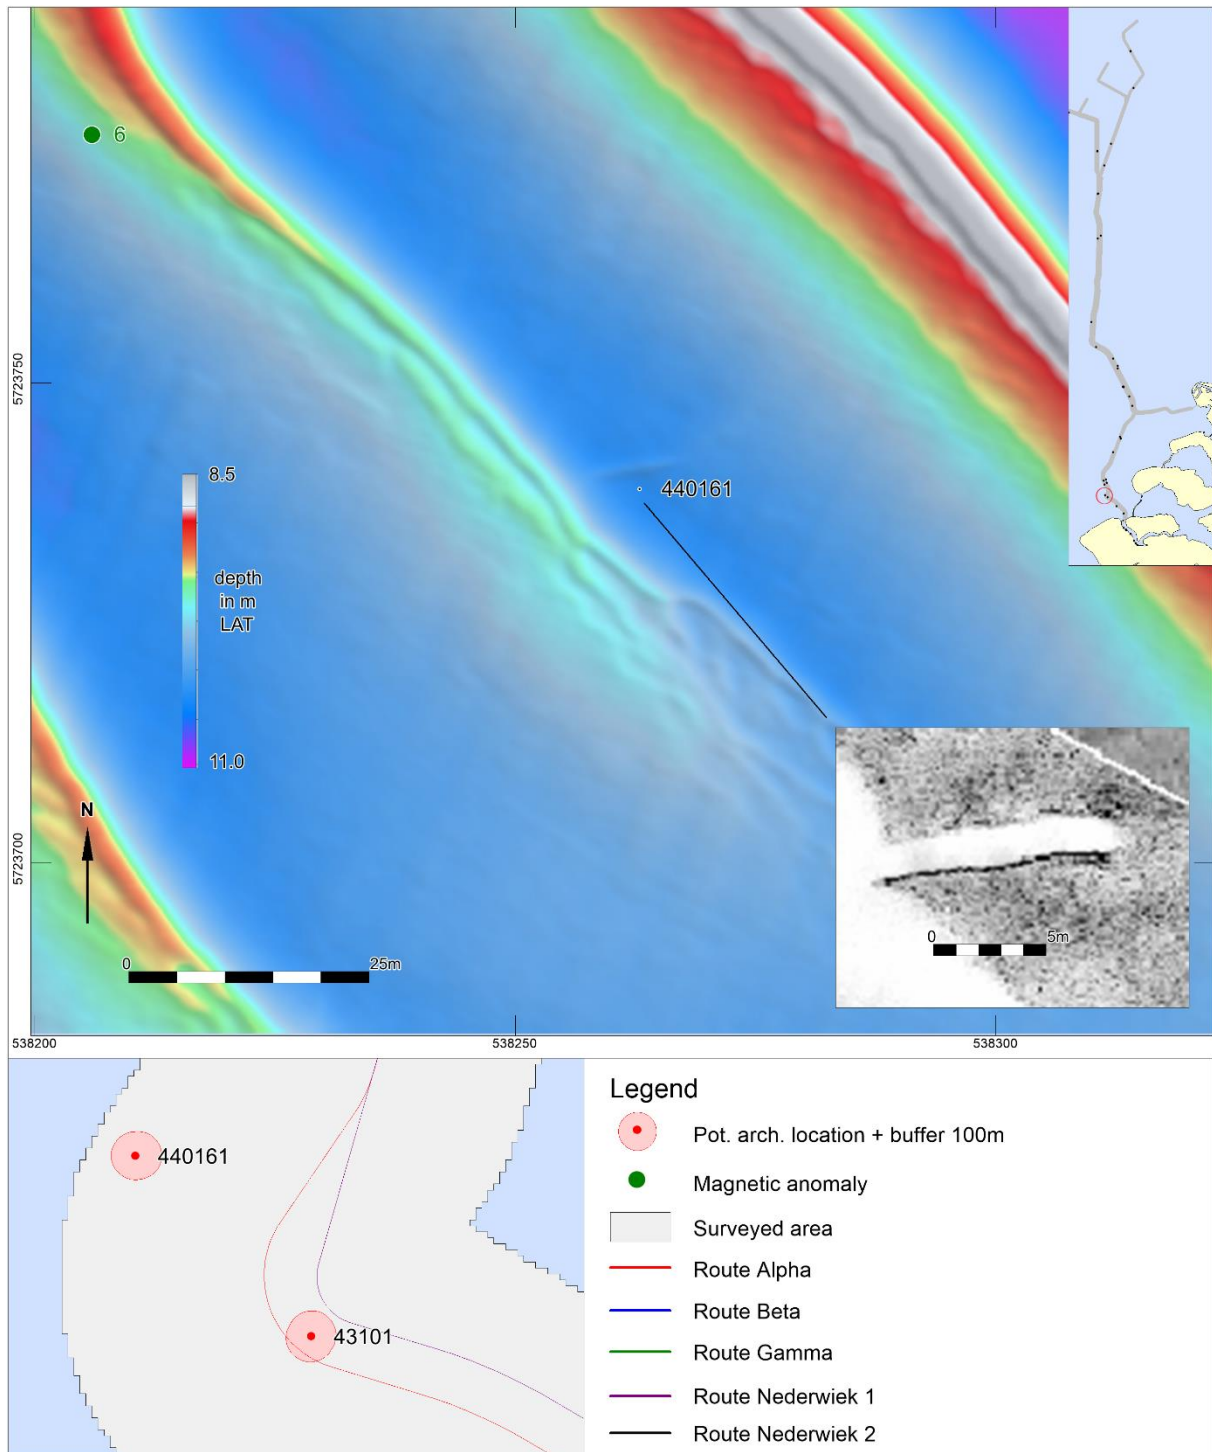 6
5723750
440161
8.5
depth
in m
LAT
11.0
N
5723700
0
25m
0
5m
538200
538250
538300
440161
43101
Legend
Pot. arch. location + buffer 100m
Magnetic anomaly
Surveyed area
Route Alpha
Route Beta
Route Gamma
Route Nederwiek 1
Route Nederwiek 2